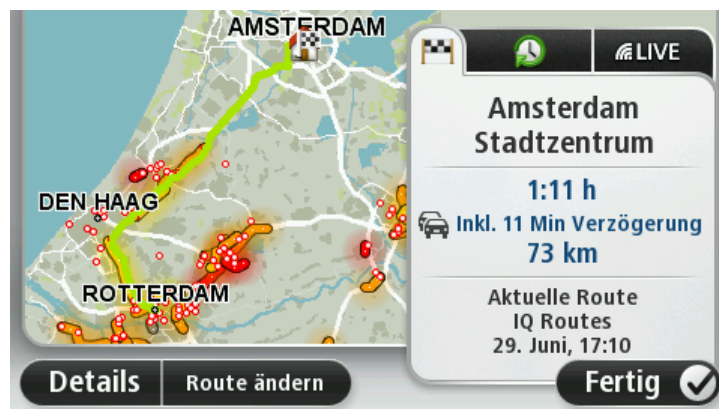 AMSTERDAM
DEN HAAG
ROTTERDAM
LIVE
Amsterdam
Stadtzentrum
1:11 h
Inkl. 11 Min Verzögerung
73 km
Aktuelle Route
IQ Routes
29. Juni, 17:10
Details
Route ändern
Fertig